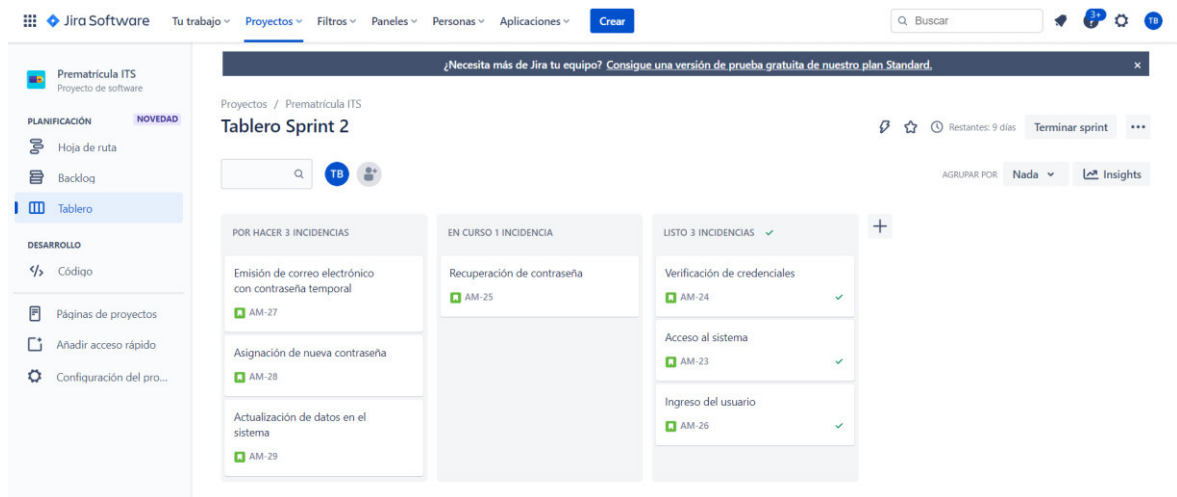 Jira Software
Tu trabajo Proyectos Filtros Paneles Personas Aplicaciones Crear Buscar 3+ ? TB
Prematrícula ITS
Proyecto de software
PLANIFICACIÓN NOVEDAD
Hoja de ruta
Backlog
Tablero
DESARROLLO
Código
Páginas de proyectos
Añadir acceso rápido
Configuración del pro...
¿Necesita más de Jira tu equipo? Consigue una versión de prueba gratuita de nuestro plan Standard. ×
Proyectos / Prematrícula ITS
Tablero Sprint 2
Restantes: 9 días Terminar sprint •••
TB
AGRUPAR POR Nada Insights
POR HACER 3 INCIDENCIAS
Emisión de correo electrónico
con contraseña temporal
AM-27
Asignación de nueva contraseña
AM-28
Actualización de datos en el
sistema
AM-29
EN CURSO 1 INCIDENCIA
Recuperación de contraseña
AM-25
LISTO 3 INCIDENCIAS
Verificación de credenciales
AM-24
Acceso al sistema
AM-23
Ingreso del usuario
AM-26